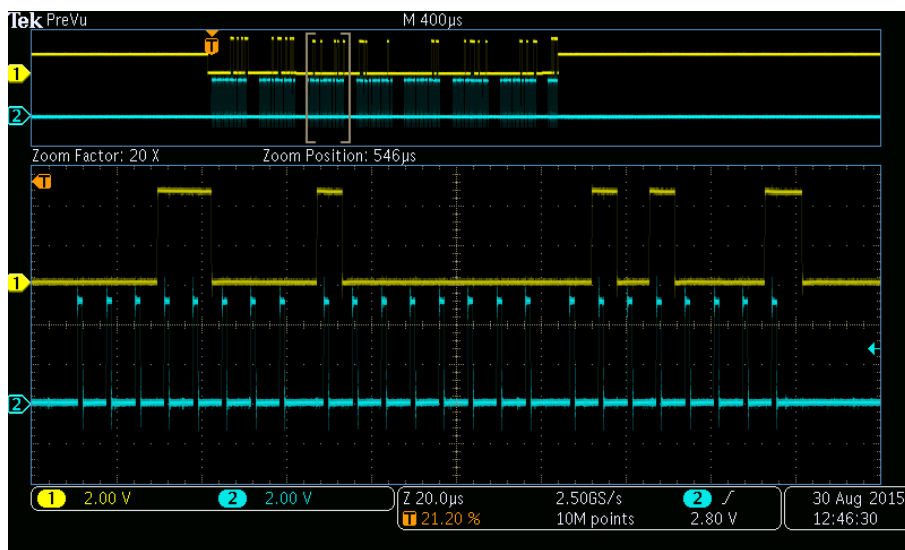 Tek PreVu M 400µs
T
1
2
Zoom Factor: 20 X Zoom Position: 546µs
T
1
2
1 2.00 V 2 2.00 V Z 20.0µs 2.50GS/s 2 10M points 2.80 V
T 21.20 %
30 Aug 2015
12:46:30